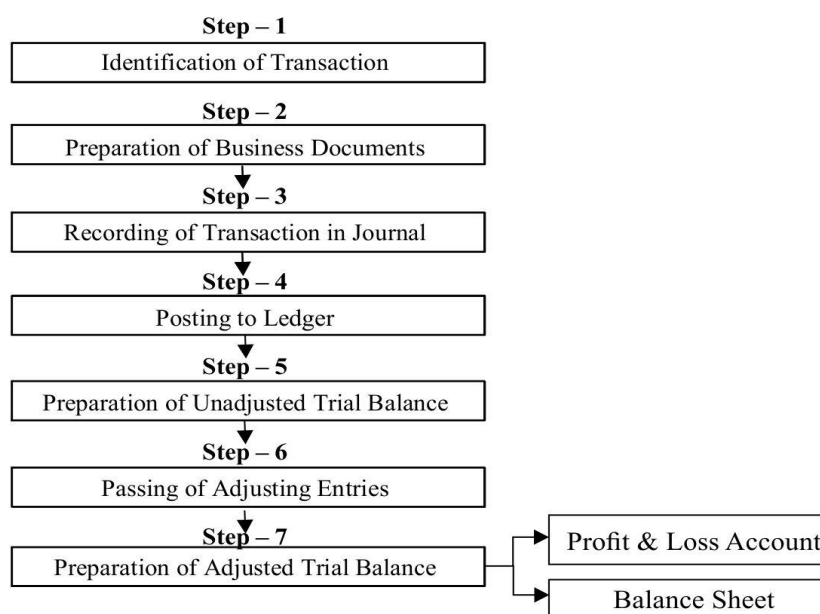 Step – 1
Identification of Transaction
Step – 2
Preparation of Business Documents
Step – 3
Recording of Transaction in Journal
Step – 4
Posting to Ledger
Step – 5
Preparation of Unadjusted Trial Balance
Step – 6
Passing of Adjusting Entries
Step – 7
Preparation of Adjusted Trial Balance
Profit & Loss Account
Balance Sheet